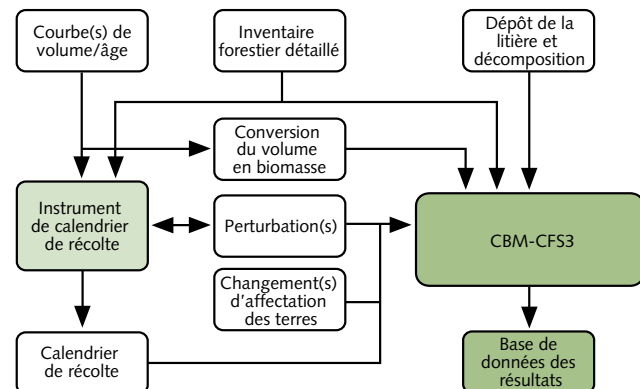 Courbe(s) de
volume/âge
Inventaire
forestier détaillé
Dépôt de la
litière et
décomposition
Conversion
du volume
en biomasse
Instrument
de calendrier
de récolte
Perturbation(s)
CBM-CFS3
Changement(s)
d'affectation
des terres
Calendrier
de récolte
Base de
données des
résultats